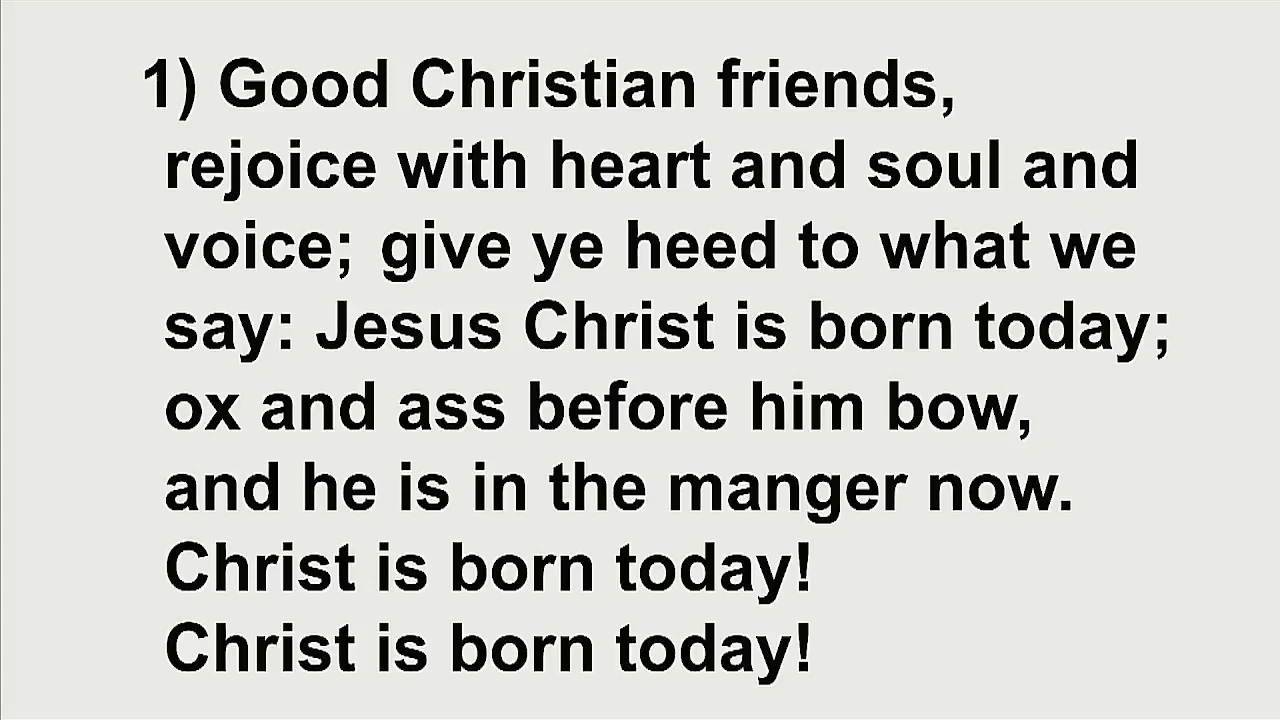 1) Good Christian friends,
rejoice with heart and soul and
voice; give ye heed to what we
say: Jesus Christ is born today;
ox and ass before him bow,
and he is in the manger now.
Christ is born today!
Christ is born today!